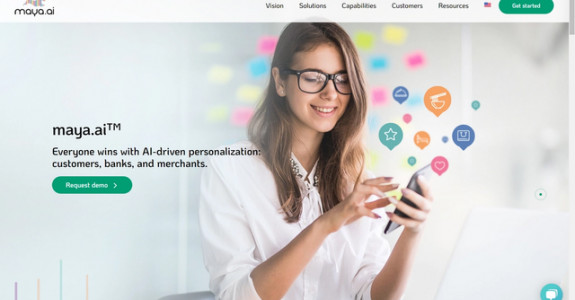 maya.ai
Vision Solutions Capabilities Customers Resources Get started
maya.ai™
Everyone wins with AI-driven personalization:
customers, banks, and merchants.
Request demo